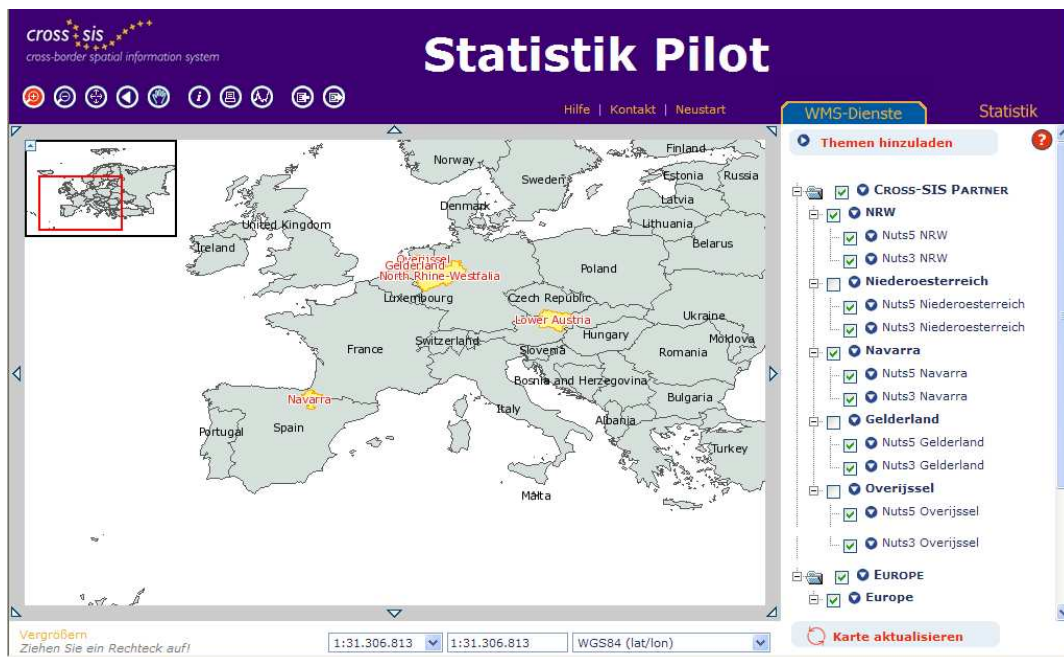 cross sis
cross-border spatial information system
Statistik Pilot
Hilfe | Kontakt | Neustart
WMS-Dienste
Statistik
Themen hinzuladen
?
CROSS-SIS PARTNER
NRW
Nuts5 NRW
Nuts3 NRW
Niederoesterreich
Nuts5 Niederoesterreich
Nuts3 Niederoesterreich
Navarra
Nuts5 Navarra
Nuts3 Navarra
Gelderland
Nuts5 Gelderland
Nuts3 Gelderland
Overijssel
Nuts5 Overijssel
Nuts3 Overijssel
EUROPE
Europe
Karte aktualisieren
Finland
Norway
Sweden
Estonia
Russia
Latvia
Denmark
Lithuania
United Kingdom
Ireland
Belarus
Overijssel
Gelderland
North Rhine-Westfalia
Poland
Luxembourg
Czech Republic
Ukraine
Lower Austria
Hungary
Moldova
France
Switzerland
Slovenia
Romania
Bosnia and Herzegovina
Navarra
Bulgaria
Italy
Albania
Portugal
Spain
Turkey
Malta
Vergrößern
Ziehen Sie ein Rechteck auf!
1:31.306.813
1:31.306.813
WGS84 (lat/lon)